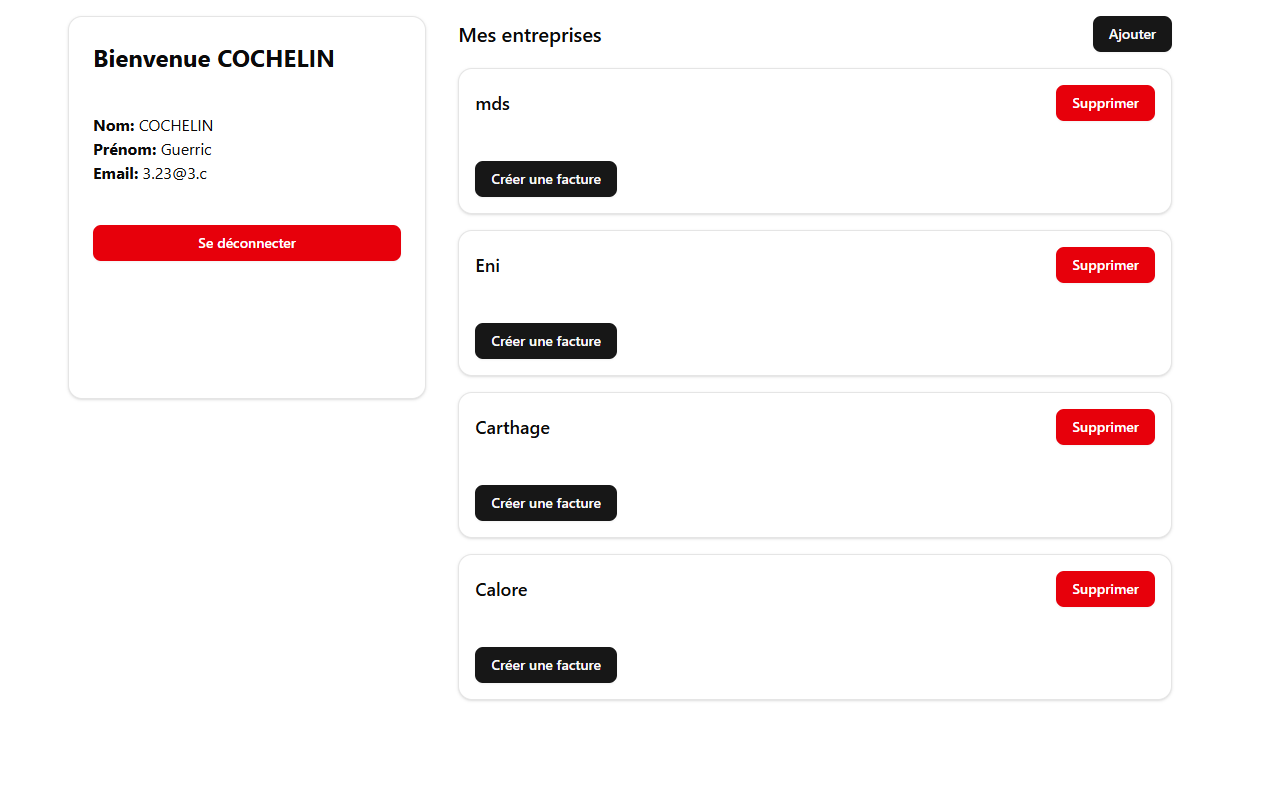 Bienvenue COCHELIN
Nom: COCHELIN
Prénom: Guerric
Email: 3.23@3.c
Se déconnecter
Mes entreprises
Ajouter
mds
Supprimer
Créer une facture
Eni
Supprimer
Créer une facture
Carthage
Supprimer
Créer une facture
Calore
Supprimer
Créer une facture